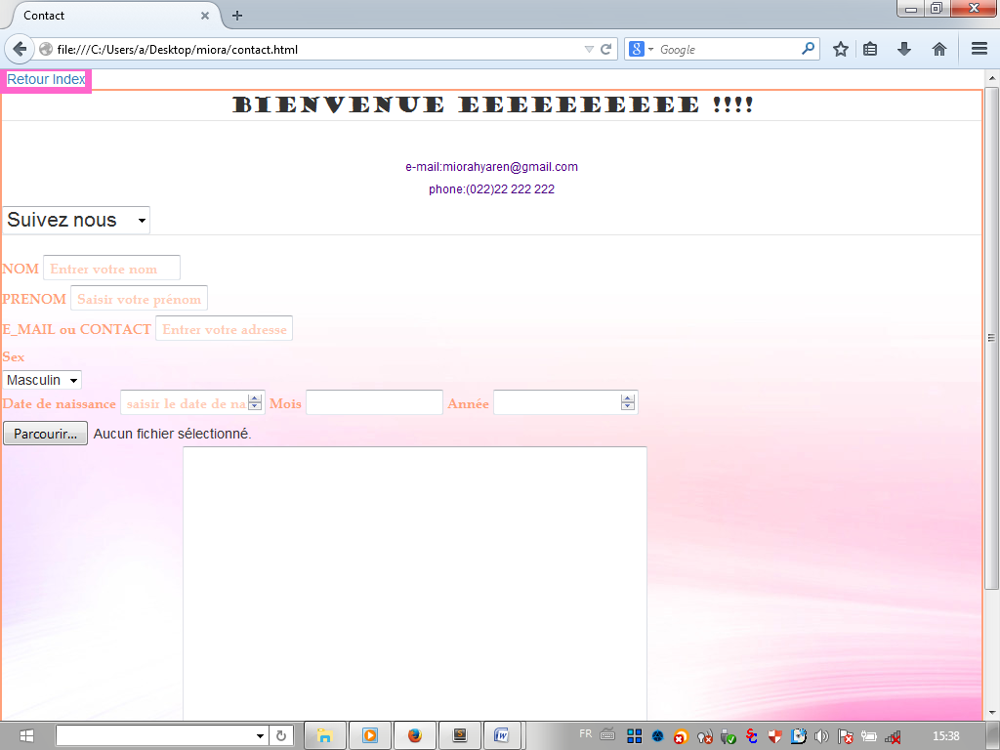 Contact
file:///C:/Users/a/Desktop/miora/contact.html
Google
Retour Index
BIENVENUE EEEEEEEEEE !!!!
e-mail:miorahyaren@gmail.com
phone:(022)22 222 222
Suivez nous
NOM Entrer votre nom
PRENOM Saisir votre prénom
E_MAIL ou CONTACT Entrer votre adresse
Sex
Masculin
Date de naissance saisir le date de na Mois Année
Parcourir... Aucun fichier sélectionné.
FR 15:38